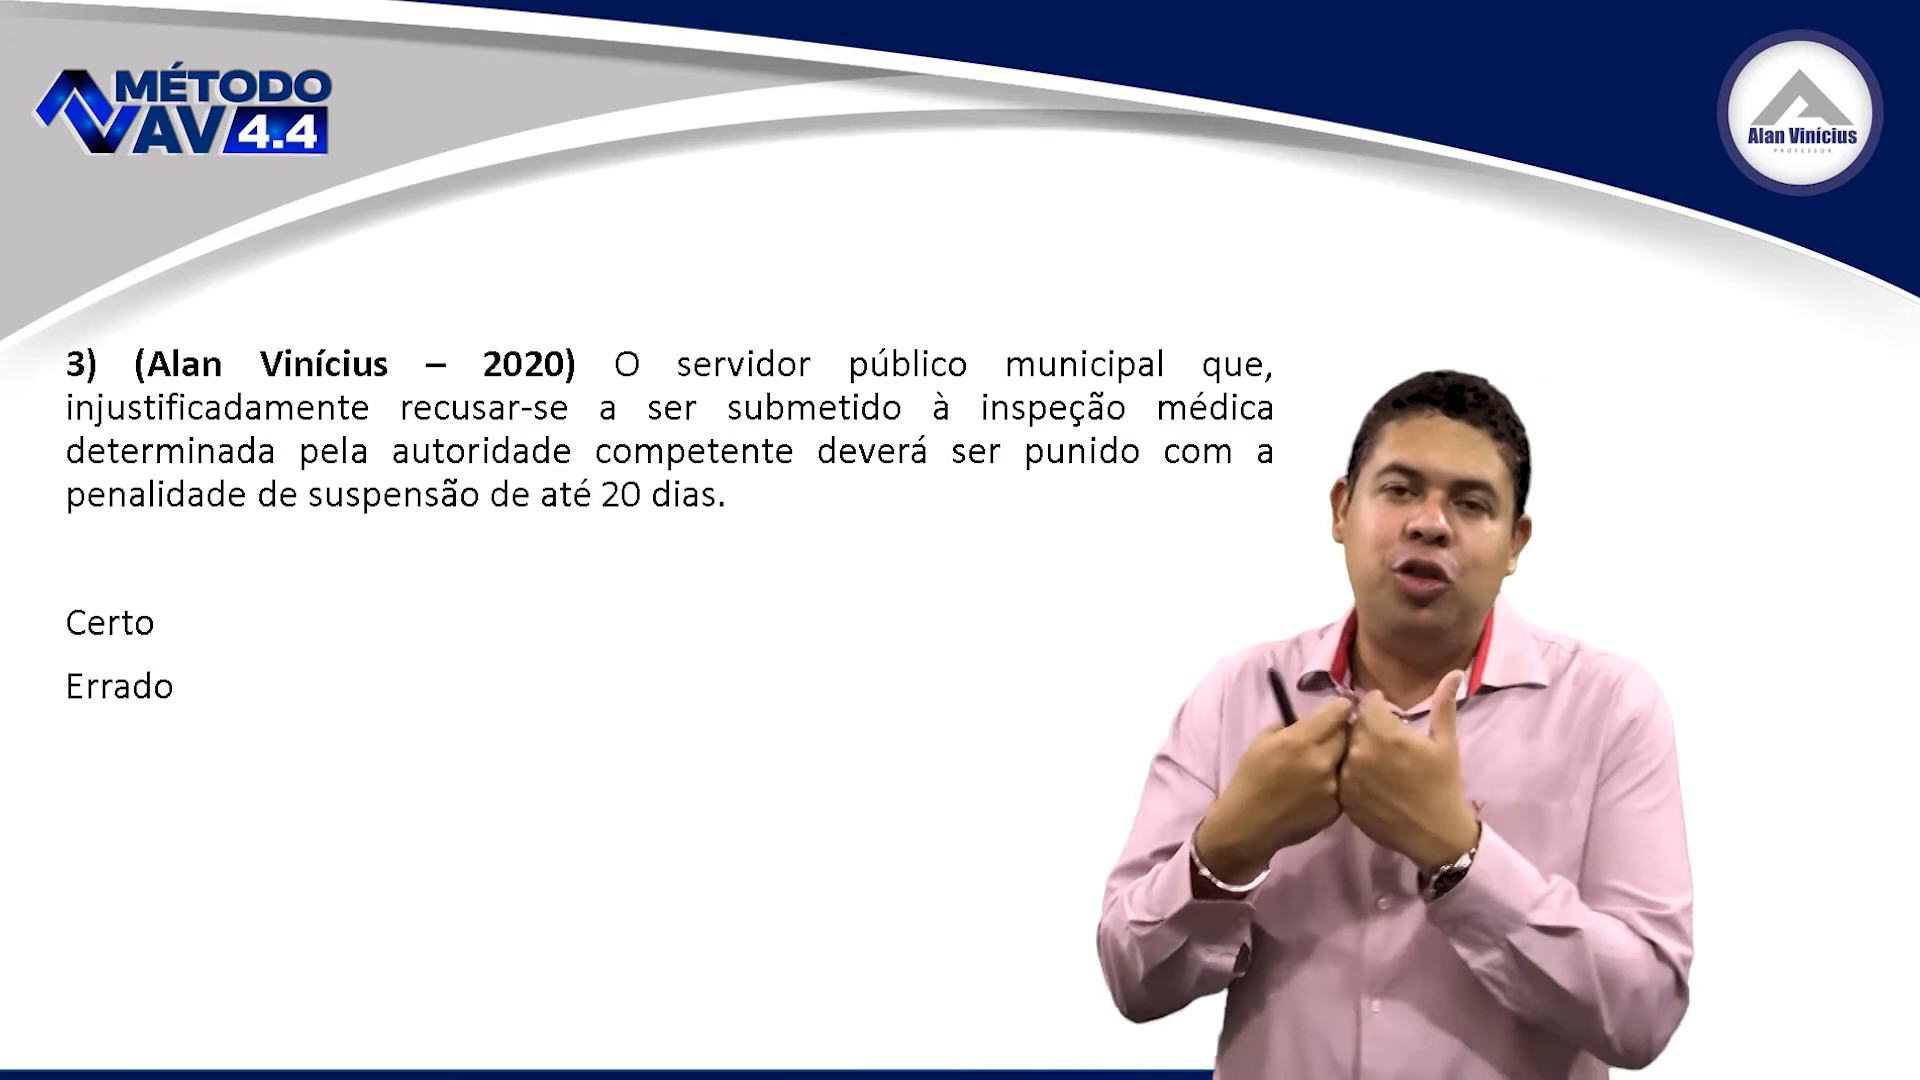 MÉTODO
AV 4.4
Alan Vinícius
PROFESSOR
3) (Alan Vinícius – 2020) O servidor público municipal que,
injustificadamente recusar-se a ser submetido à inspeção médica
determinada pela autoridade competente deverá ser punido com a
penalidade de suspensão de até 20 dias.
Certo
Errado